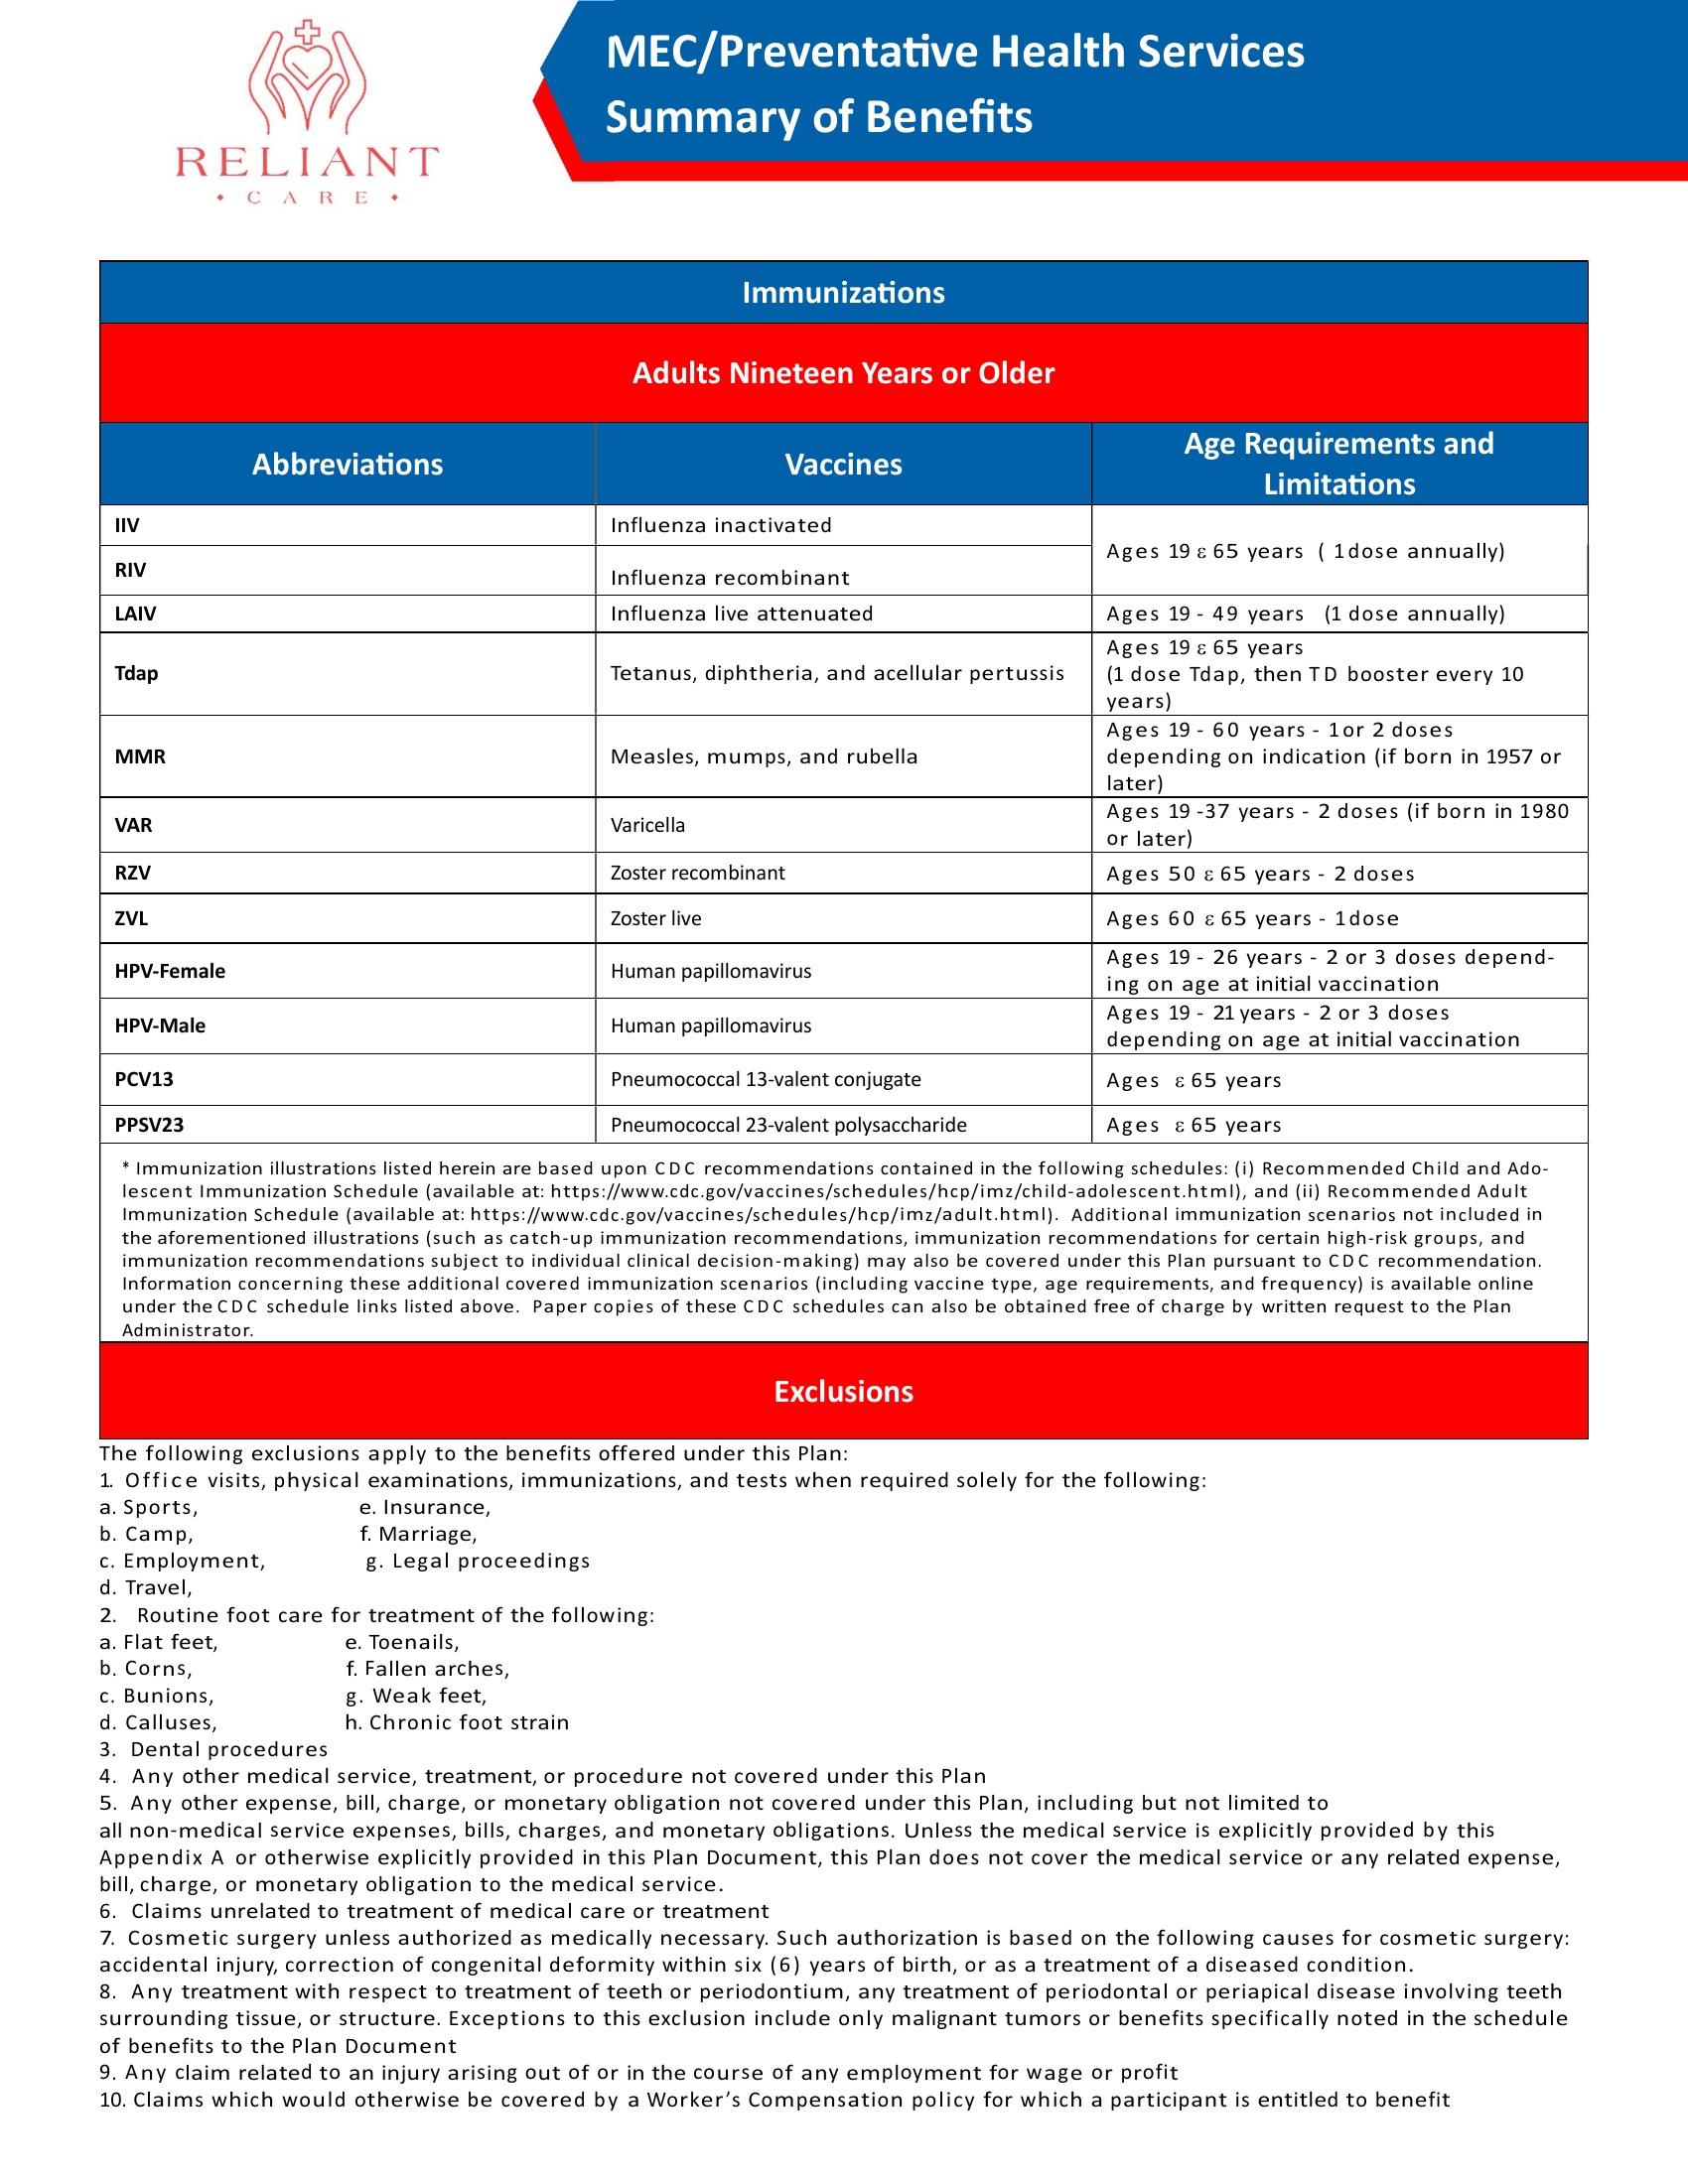 RELIANT
• CARE •
MEC/Preventative Health Services
Summary of Benefits
Immunizations
Adults Nineteen Years or Older
Abbreviations
Vaccines
Age Requirements and
Limitations
IIV
Influenza inactivated
Ages 19 ε 65 years ( 1dose annually)
RIV
Influenza recombinant
LAIV
Influenza live attenuated
Ages 19 - 49 years (1 dose annually)
Tdap
Tetanus, diphtheria, and acellular pertussis
Ages 19 ε 65 years
(1 dose Tdap, then TD booster every 10
years)
MMR
Measles, mumps, and rubella
Ages 19 - 60 years - 1or 2 doses
depending on indication (if born in 1957 or
later)
VAR
Varicella
Ages 19 -37 years - 2 doses (if born in 1980
or later)
RZV
Zoster recombinant
Ages 50 ε 65 years - 2 doses
ZVL
Zoster live
Ages 60 ε 65 years - 1dose
HPV-Female
Human papillomavirus
Ages 19 - 26 years - 2 or 3 doses depend-
ing on age at initial vaccination
HPV-Male
Human papillomavirus
Ages 19 - 21 years - 2 or 3 doses
depending on age at initial vaccination
PCV13
Pneumococcal 13-valent conjugate
Ages ε 65 years
PPSV23
Pneumococcal 23-valent polysaccharide
Ages ε 65 years
* Immunization illustrations listed herein are based upon CDC recommendations contained in the following schedules: (i) Recommended Child and Ado-
lescent Immunization Schedule (available at: https://www.cdc.gov/vaccines/schedules/hcp/imz/child-adolescent.html), and (ii) Recommended Adult
Immunization Schedule (available at: https://www.cdc.gov/vaccines/schedules/hcp/imz/adult.html). Additional immunization scenarios not included in
the aforementioned illustrations (such as catch-up immunization recommendations, immunization recommendations for certain high-risk groups, and
immunization recommendations subject to individual clinical decision-making) may also be covered under this Plan pursuant to CDC recommendation.
Information concerning these additional covered immunization scenarios (including vaccine type, age requirements, and frequency) is available online
under the CDC schedule links listed above. Paper copies of these CDC schedules can also be obtained free of charge by written request to the Plan
Administrator.
Exclusions
The following exclusions apply to the benefits offered under this Plan:
1. Office visits, physical examinations, immunizations, and tests when required solely for the following:
a. Sports, e. Insurance,
b. Camp, f. Marriage,
c. Employment, g. Legal proceedings
d. Travel,
2. Routine foot care for treatment of the following:
a. Flat feet, e. Toenails,
b. Corns, f. Fallen arches,
c. Bunions, g. Weak feet,
d. Calluses, h. Chronic foot strain
3. Dental procedures
4. Any other medical service, treatment, or procedure not covered under this Plan
5. Any other expense, bill, charge, or monetary obligation not covered under this Plan, including but not limited to
all non-medical service expenses, bills, charges, and monetary obligations. Unless the medical service is explicitly provided by this
Appendix A or otherwise explicitly provided in this Plan Document, this Plan does not cover the medical service or any related expense,
bill, charge, or monetary obligation to the medical service.
6. Claims unrelated to treatment of medical care or treatment
7. Cosmetic surgery unless authorized as medically necessary. Such authorization is based on the following causes for cosmetic surgery:
accidental injury, correction of congenital deformity within six (6) years of birth, or as a treatment of a diseased condition.
8. Any treatment with respect to treatment of teeth or periodontium, any treatment of periodontal or periapical disease involving teeth
surrounding tissue, or structure. Exceptions to this exclusion include only malignant tumors or benefits specifically noted in the schedule
of benefits to the Plan Document
9. Any claim related to an injury arising out of or in the course of any employment for wage or profit
10. Claims which would otherwise be covered by a Worker’s Compensation policy for which a participant is entitled to benefit